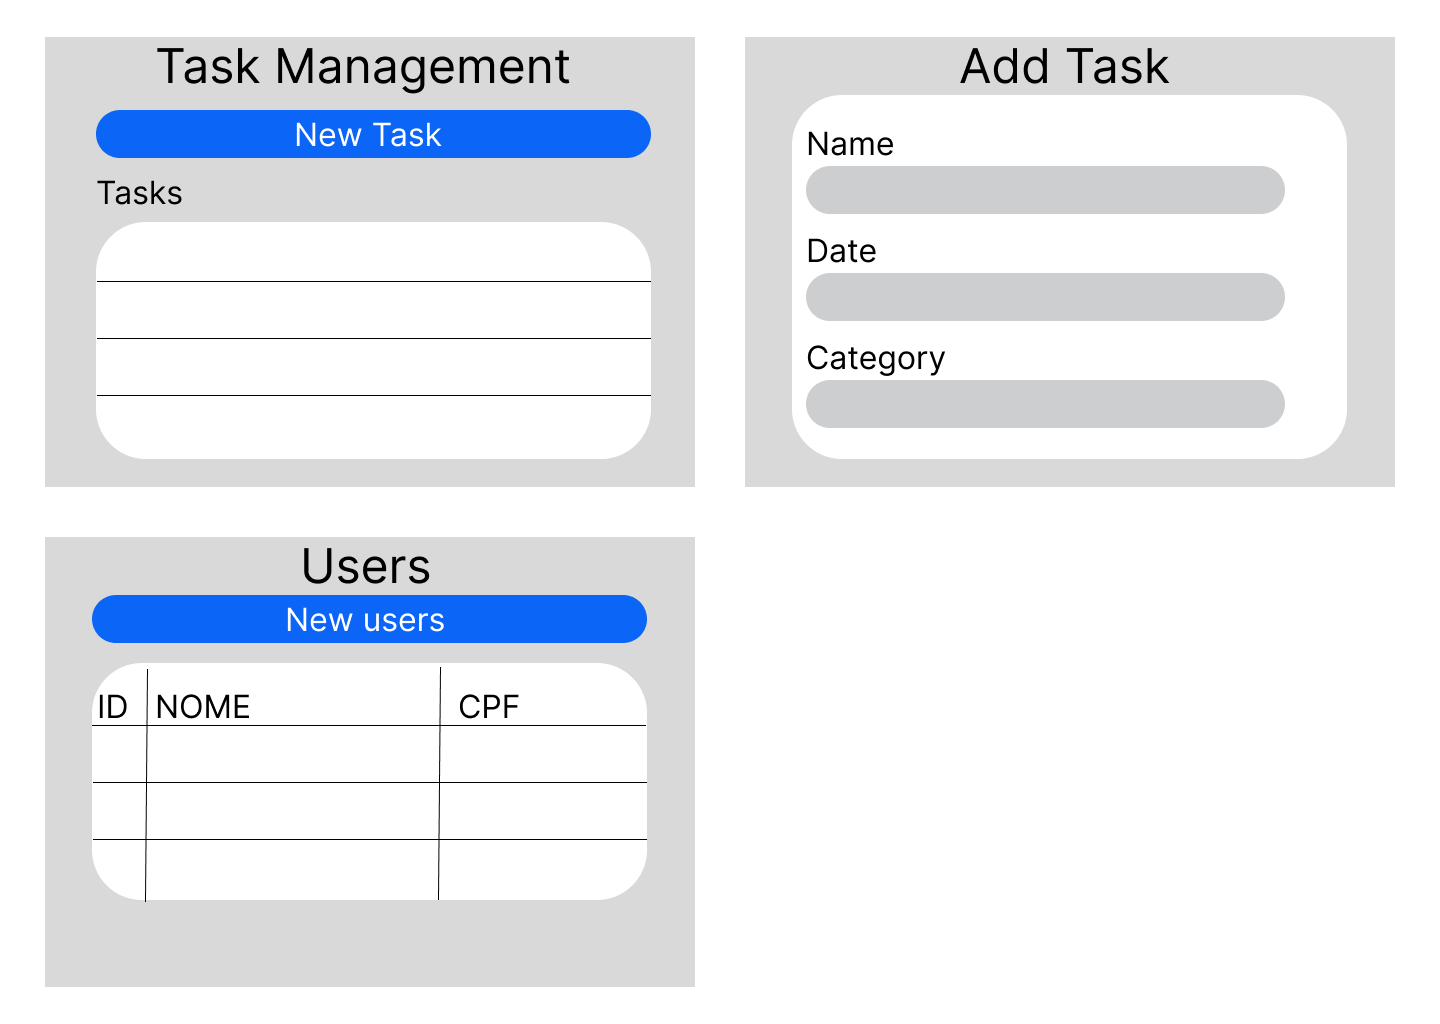 Task Management
New Task
Tasks
Add Task
Name
Date
Category
Users
New users
ID NOME CPF